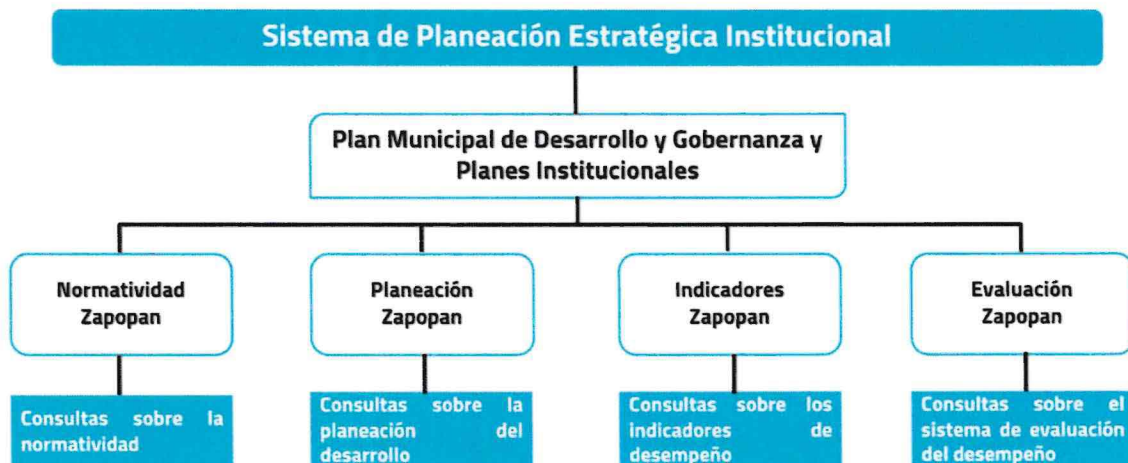 Sistema de Planeación Estratégica Institucional
Plan Municipal de Desarrollo y Gobernanza y
Planes Institucionales
Normatividad
Zapopan
Planeación
Zapopan
Indicadores
Zapopan
Evaluación
Zapopan
Consultas sobre la
normatividad
Consultas sobre la
planeación del
desarrollo
Consultas sobre los
indicadores de
desempeño
Consultas sobre el
sistema de evaluación
del desempeño